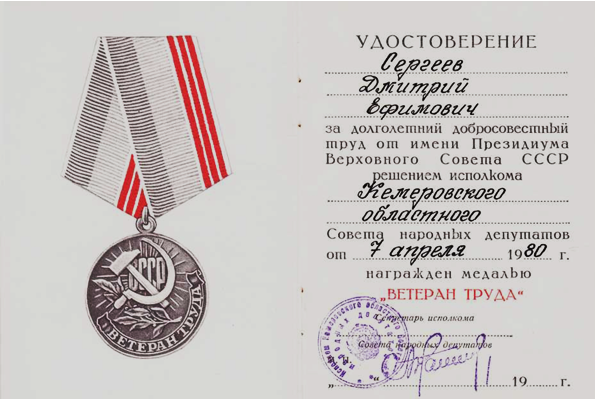 СССР
ВЕТЕРАН ТРУДА
УДОСТОВЕРЕНИЕ
Сергеев
Дмитрий
Ефимович
за долголетний добросовестный
труд от имени Президиума
Верховного Совета СССР
решением исполкома
Кемеровского
областного
Совета народных депутатов
от 7 апреля 1980 г.
награжден медалью
„ВЕТЕРАН ТРУДА“
Секретарь исполкома
Совета народных депутатов
„ “ 19 г.